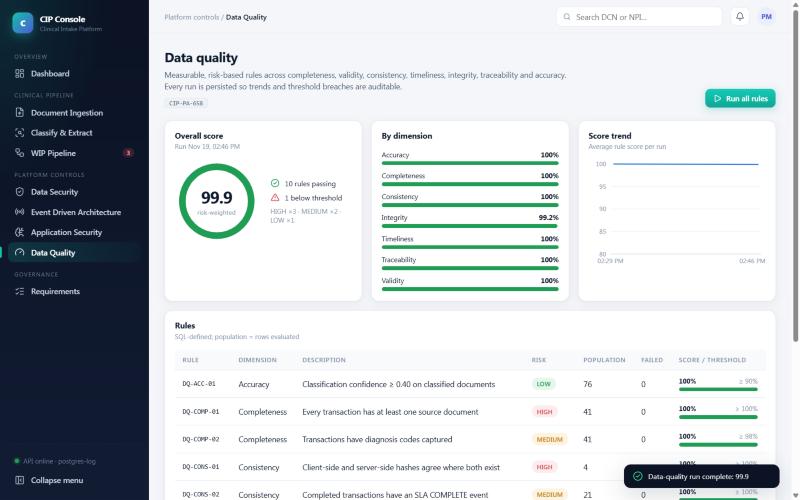 c
CIP Console
Clinical Intake Platform
OVERVIEW
Dashboard
CLINICAL PIPELINE
Document Ingestion
Classify & Extract
WIP Pipeline 3
PLATFORM CONTROLS
Data Security
Event Driven Architecture
Application Security
Data Quality
GOVERNANCE
Requirements
API online · postgres-log
Collapse menu
Platform controls / Data Quality
Search DCN or NPI...
PM
Data quality
Measurable, risk-based rules across completeness, validity, consistency, timeliness, integrity, traceability and accuracy.
Every run is persisted so trends and threshold breaches are auditable.
CIP-PA-658
Run all rules
Overall score
Run Nov 19, 02:46 PM
99.9
risk-weighted
10 rules passing
1 below threshold
HIGH ×3 · MEDIUM ×2 ·
LOW ×1
By dimension
Accuracy 100%
Completeness 100%
Consistency 100%
Integrity 99.2%
Timeliness 100%
Traceability 100%
Validity 100%
Score trend
Average rule score per run
100
95
90
85
80
02:29 PM 02:46 PM
Rules
SQL-defined; population = rows evaluated
RULE DIMENSION DESCRIPTION RISK POPULATION FAILED SCORE / THRESHOLD
DQ-ACC-01 Accuracy Classification confidence ≥ 0.40 on classified documents LOW 76 0 100% ≥ 90%
DQ-COMP-01 Completeness Every transaction has at least one source document HIGH 41 0 100% ≥ 100%
DQ-COMP-02 Completeness Transactions have diagnosis codes captured MEDIUM 41 0 100% ≥ 98%
DQ-CONS-01 Consistency Client-side and server-side hashes agree where both exist HIGH 4 0 100% ≥ 100%
DQ-CONS-02 Consistency Completed transactions have an SLA COMPLETE event MEDIUM 21 0 100% ≥ 100%
Data-quality run complete: 99.9